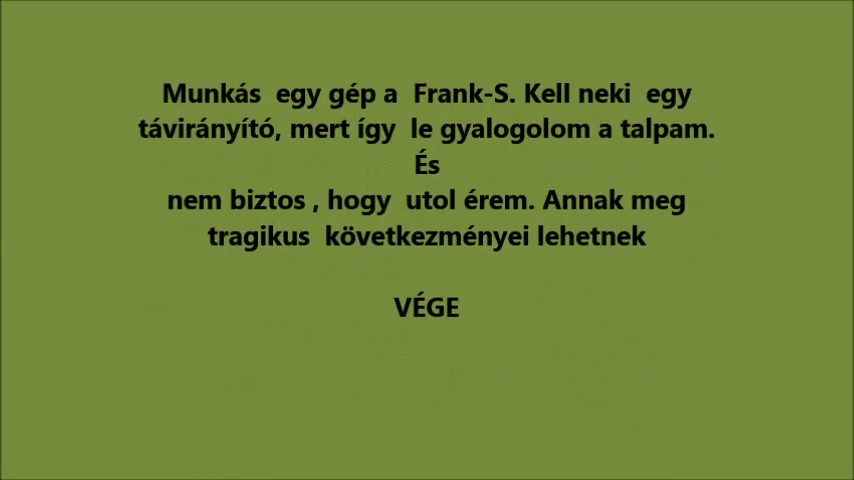 Munkás  egy gép a  Frank-S. Kell neki  egy
távirányító, mert így  le gyalogolom a talpam.
És
nem biztos , hogy  utol érem. Annak meg
tragikus  következményei lehetnek
VÉGE